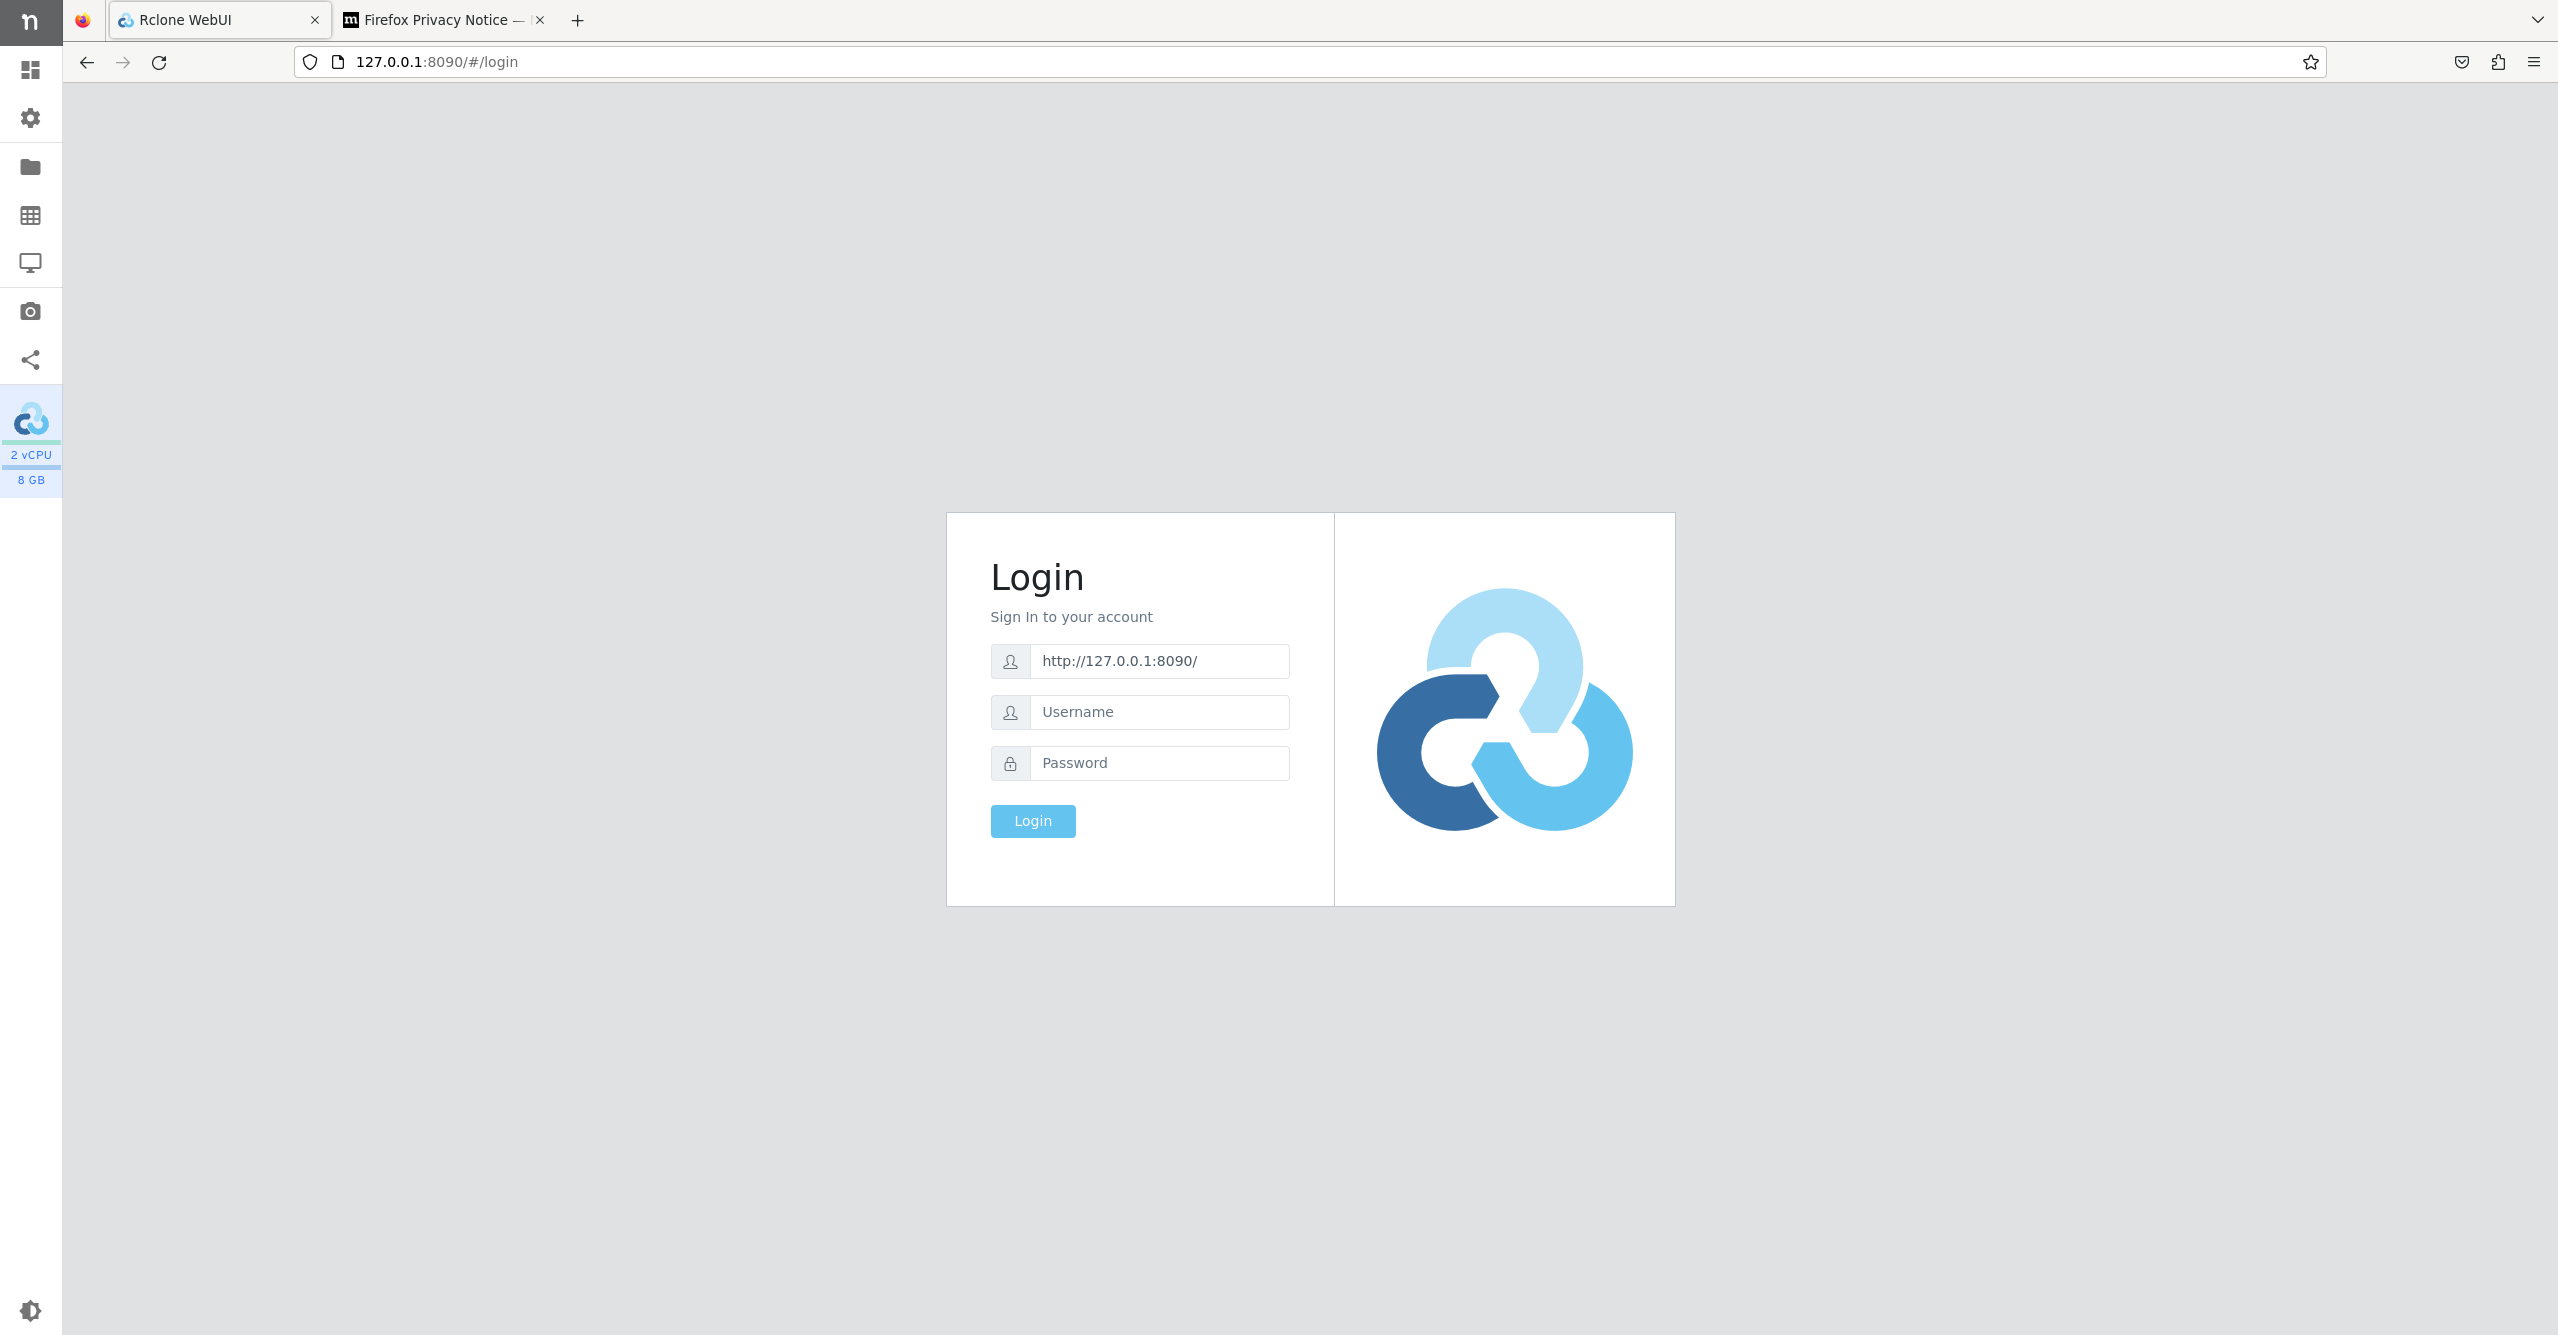 n
Rclone WebUI
m
Firefox Privacy Notice —
127.0.0.1:8090/#/login
2 vCPU
8 GB
Login
Sign In to your account
http://127.0.0.1:8090/
Username
Password
Login